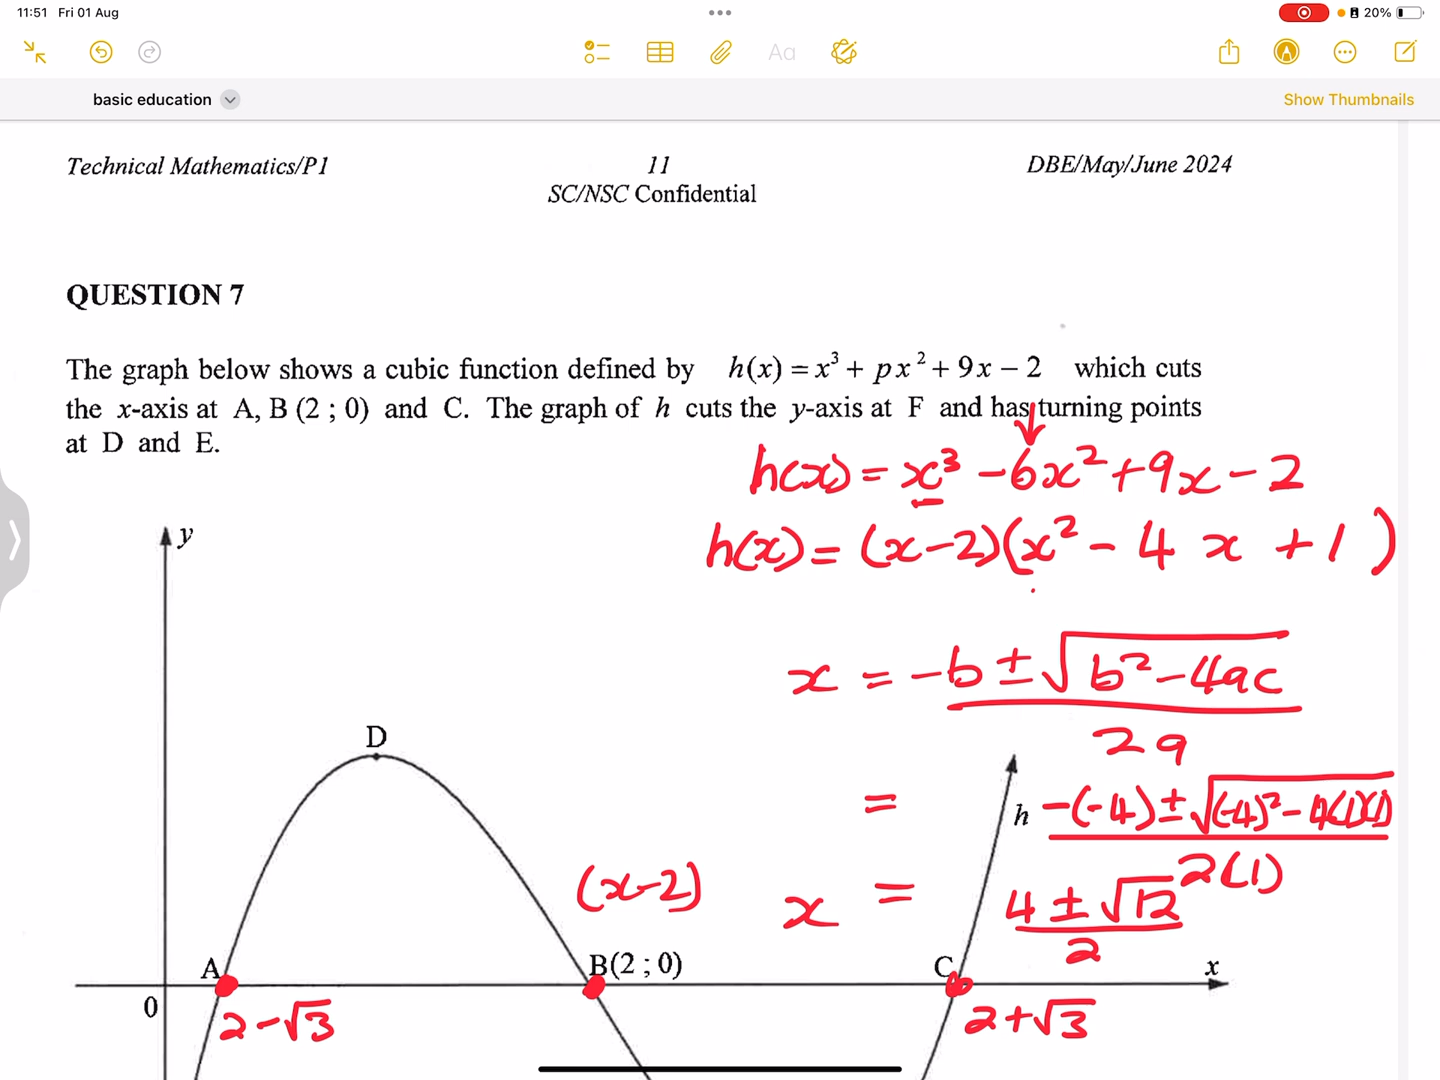 11:51 Fri 01 Aug
20%
Aa
basic education
Show Thumbnails
Technical Mathematics/P1 11 DBE/May/June 2024
SC/NSC Confidential
QUESTION 7
The graph below shows a cubic function defined by h(x) = x³ + px² + 9x − 2 which cuts
the x-axis at A, B (2 ; 0) and C. The graph of h cuts the y-axis at F and has turning points
at D and E.
h(x) = x³ − 6x² + 9x − 2
h(x) = (x−2)(x² − 4x + 1)
y
x = −b ± √b² − 4ac
2a
D
= −(−4) ± √(−4)² − 4(1)(1)
2(1)
h
(x−2)
x = 4 ± √12
2
A
B(2 ; 0)
C
x
0
2−√3
2+√3